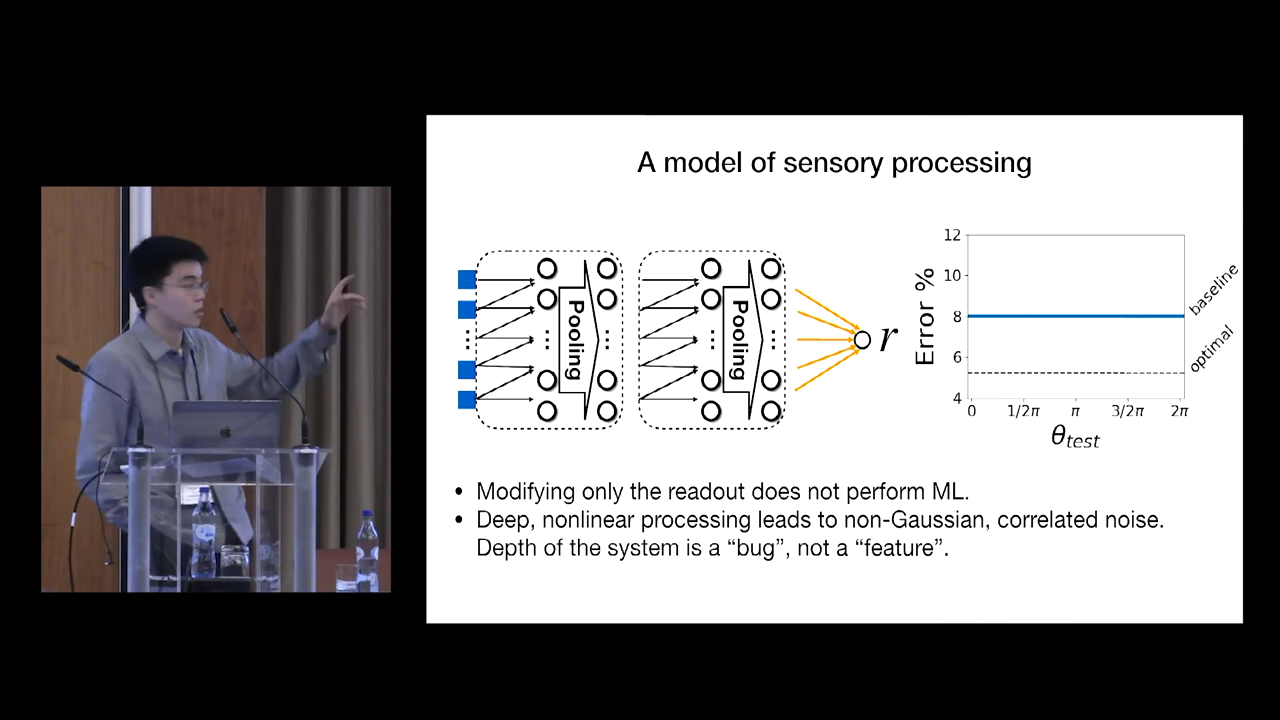 A model of sensory processing
Pooling
Pooling
r
Error %
12
10
8
6
4
0
1/2π
π
3/2π
2π
θtest
baseline
optimal
• Modifying only the readout does not perform ML.
• Deep, nonlinear processing leads to non-Gaussian, correlated noise.
Depth of the system is a “bug”, not a “feature”.